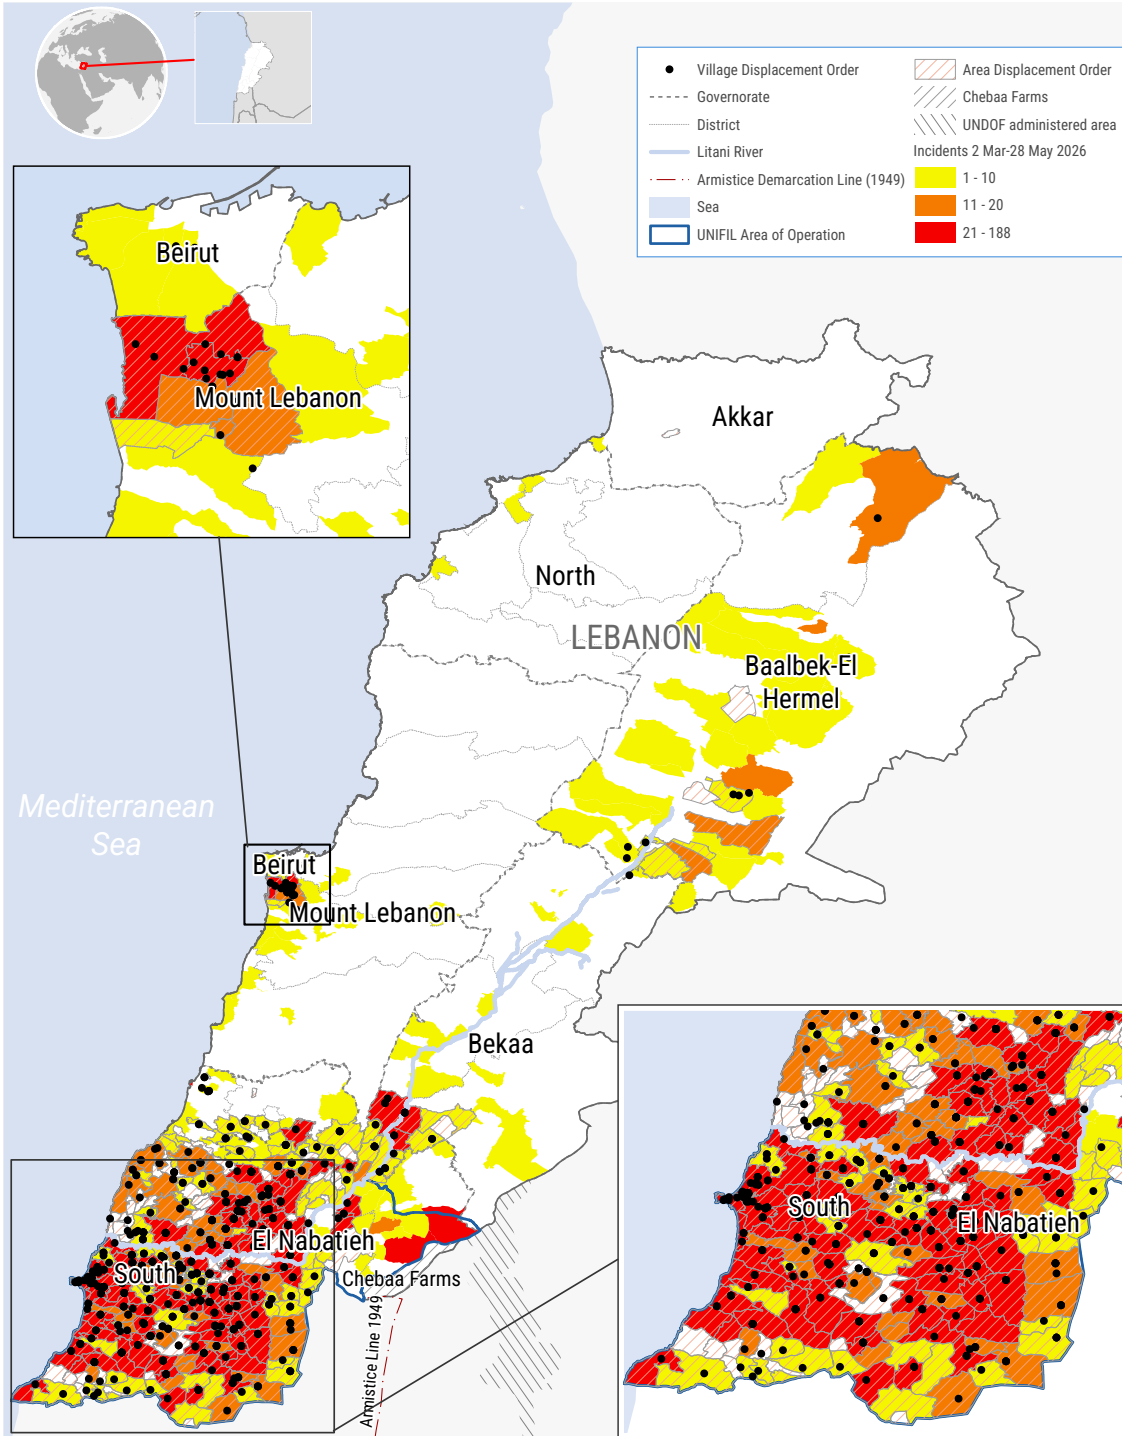 Village Displacement Order
Governorate
District
Litani River
Armistice Demarcation Line (1949)
Sea
UNIFIL Area of Operation
Area Displacement Order
Chebaa Farms
UNDOF administered area
Incidents 2 Mar-28 May 2026
1 - 10
11 - 20
21 - 188
Beirut
Mount Lebanon
Akkar
North
LEBANON
Baalbek-El
Hermel
Mediterranean
Sea
Beirut
Mount Lebanon
Bekaa
El Nabatieh
South
Chebaa Farms
Armistice Line 1949
South
El Nabatieh